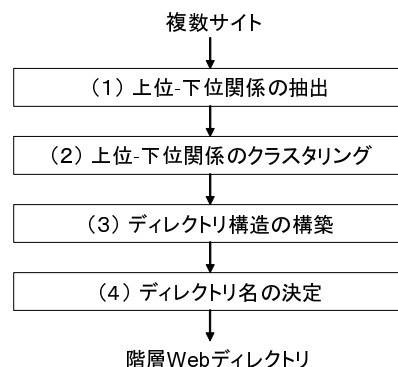 複数サイト
(1) 上位-下位関係の抽出
(2) 上位-下位関係のクラスタリング
(3) ディレクトリ構造の構築
(4) ディレクトリ名の決定
階層Webディレクトリ